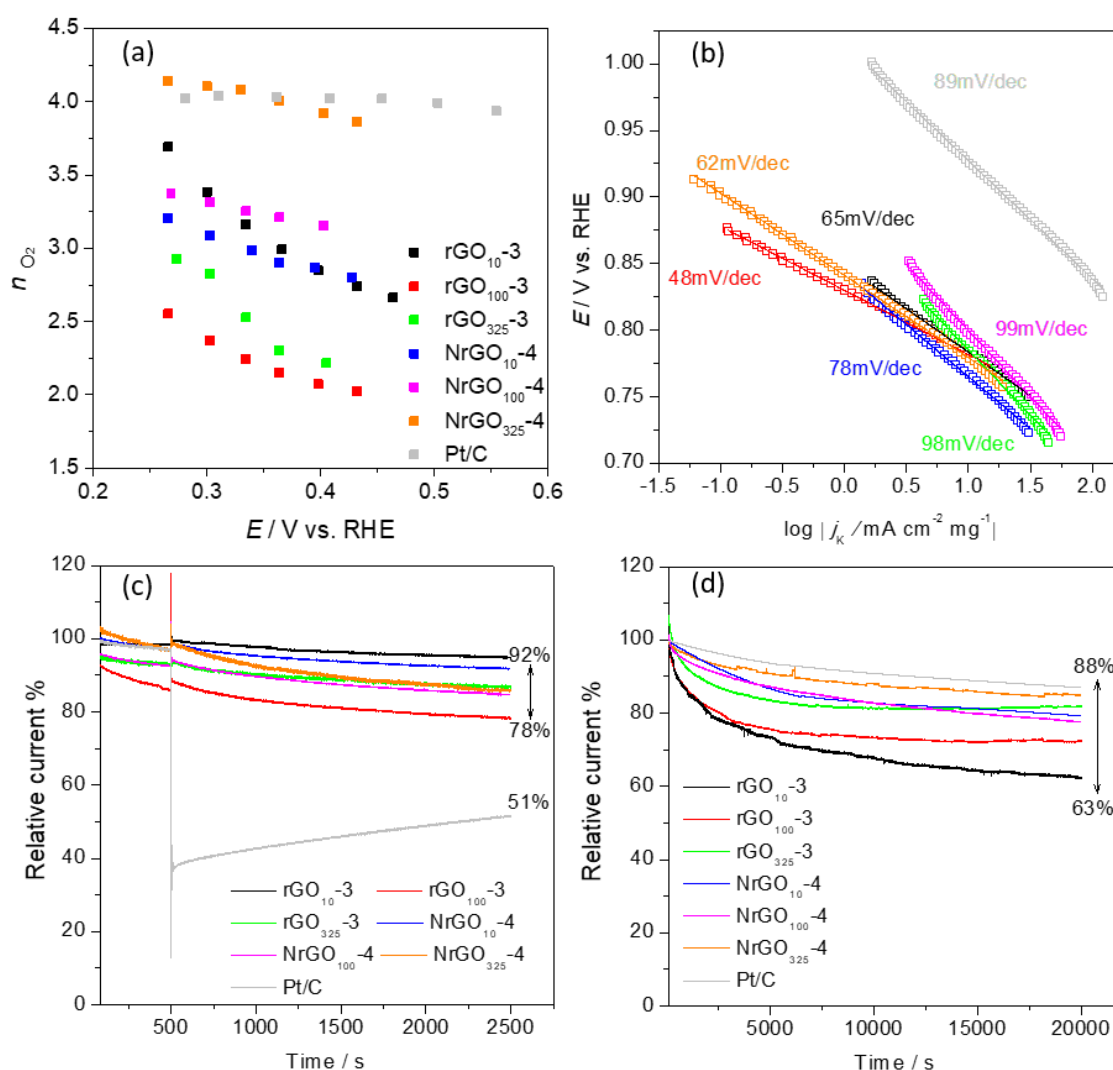 (a)
4.5
4.0
3.5
3.0
2.5
2.0
1.5
n O₂
0.2 0.3 0.4 0.5 0.6
E / V vs. RHE
rGO₁₀-3
rGO₁₀₀-3
rGO₃₂₅-3
NrGO₁₀-4
NrGO₁₀₀-4
NrGO₃₂₅-4
Pt/C
(b)
1.00
0.95
0.90
0.85
0.80
0.75
0.70
E / V vs. RHE
89mV/dec
62mV/dec
65mV/dec
48mV/dec
99mV/dec
78mV/dec
98mV/dec
-1.5 -1.0 -0.5 0.0 0.5 1.0 1.5 2.0
log | jK / mA cm⁻² mg⁻¹|
(c)
120
100
80
60
40
20
0
Relative current %
92%
78%
51%
rGO₁₀-3 rGO₁₀₀-3
rGO₃₂₅-3 NrGO₁₀-4
NrGO₁₀₀-4 NrGO₃₂₅-4
Pt/C
500 1000 1500 2000 2500
Time / s
(d)
120
100
80
60
40
20
0
Relative current %
88%
63%
rGO₁₀-3
rGO₁₀₀-3
rGO₃₂₅-3
NrGO₁₀-4
NrGO₁₀₀-4
NrGO₃₂₅-4
Pt/C
5000 10000 15000 20000
Time / s